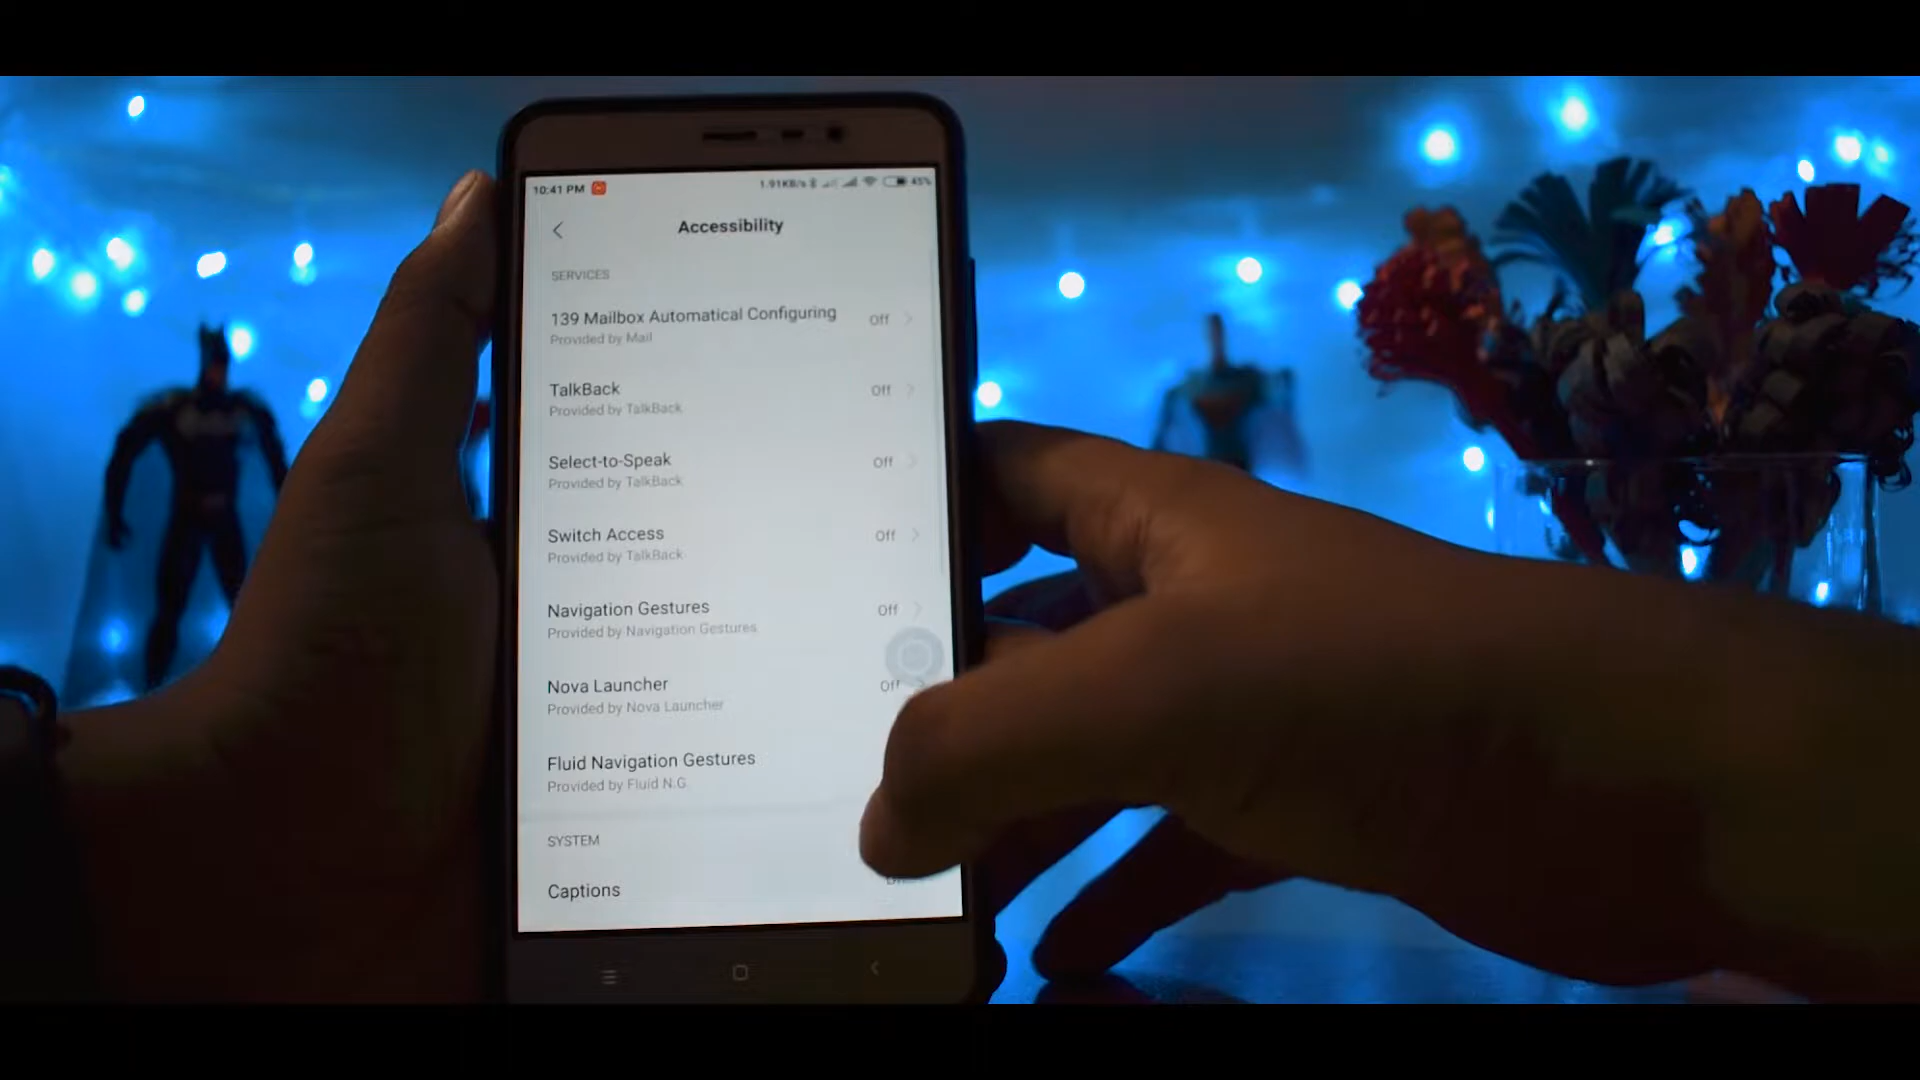 10:41 PM 1.91KB/s 45%
Accessibility
SERVICES
139 Mailbox Automatical Configuring Off
Provided by Mail
TalkBack Off
Provided by TalkBack
Select-to-Speak Off
Provided by TalkBack
Switch Access Off
Provided by TalkBack
Navigation Gestures Off
Provided by Navigation Gestures
Nova Launcher Off
Provided by Nova Launcher
Fluid Navigation Gestures
Provided by Fluid N.G
SYSTEM
Captions